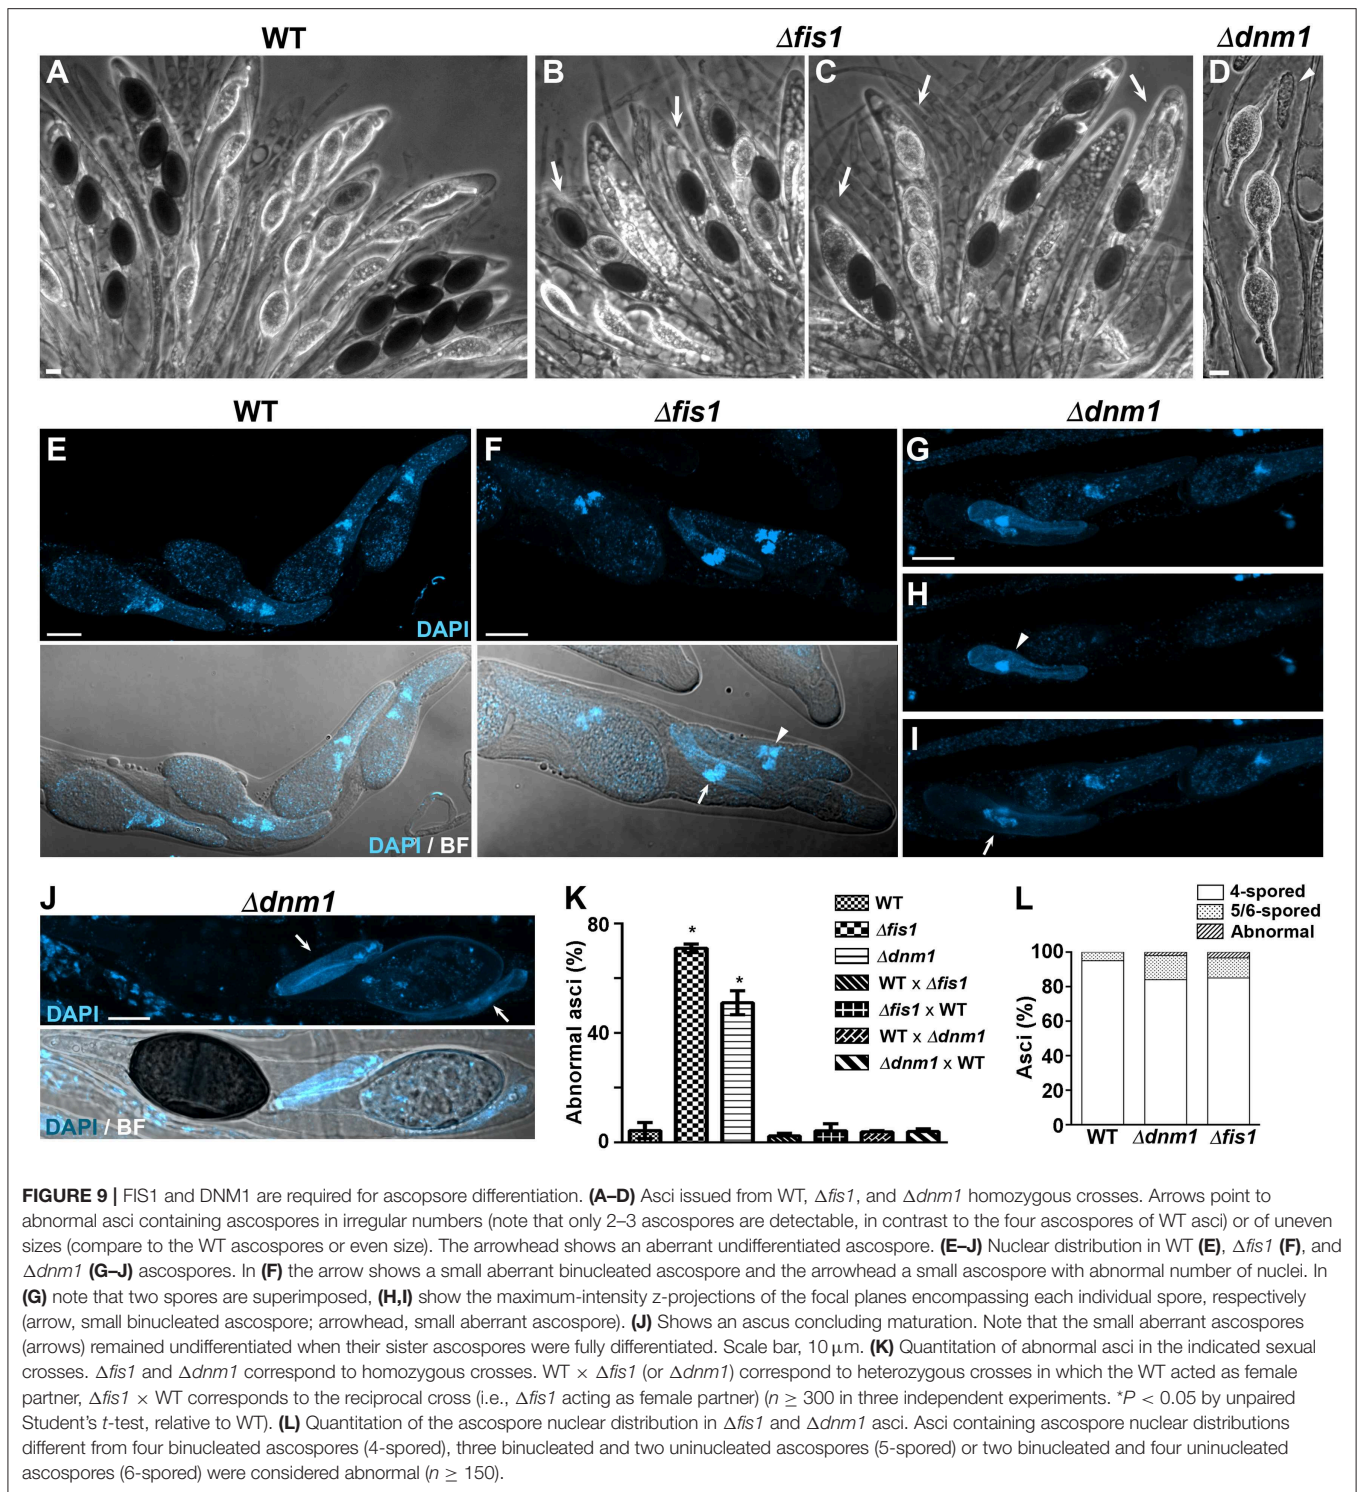 WT
Δfis1
Δdnm1
A
B
C
D
WT
Δfis1
Δdnm1
E
DAPI
DAPI / BF
F
G
H
I
J
Δdnm1
DAPI
DAPI / BF
K
Abnormal asci (%)
80
40
0
*
*
WT
Δfis1
Δdnm1
WT x Δfis1
Δfis1 x WT
WT x Δdnm1
Δdnm1 x WT
L
4-spored
5/6-spored
Abnormal
Asci (%)
100
80
60
40
20
0
WT Δdnm1 Δfis1
FIGURE 9 | FIS1 and DNM1 are required for ascopsore differentiation. (A–D) Asci issued from WT, Δfis1, and Δdnm1 homozygous crosses. Arrows point to
abnormal asci containing ascospores in irregular numbers (note that only 2–3 ascospores are detectable, in contrast to the four ascospores of WT asci) or of uneven
sizes (compare to the WT ascospores or even size). The arrowhead shows an aberrant undifferentiated ascospore. (E–J) Nuclear distribution in WT (E), Δfis1 (F), and
Δdnm1 (G–J) ascospores. In (F) the arrow shows a small aberrant binucleated ascospore and the arrowhead a small ascospore with abnormal number of nuclei. In
(G) note that two spores are superimposed, (H,I) show the maximum-intensity z-projections of the focal planes encompassing each individual spore, respectively
(arrow, small binucleated ascospore; arrowhead, small aberrant ascospore). (J) Shows an ascus concluding maturation. Note that the small aberrant ascospores
(arrows) remained undifferentiated when their sister ascospores were fully differentiated. Scale bar, 10 μm. (K) Quantitation of abnormal asci in the indicated sexual
crosses. Δfis1 and Δdnm1 correspond to homozygous crosses. WT × Δfis1 (or Δdnm1) correspond to heterozygous crosses in which the WT acted as female
partner, Δfis1 × WT corresponds to the reciprocal cross (i.e., Δfis1 acting as female partner) (n ≥ 300 in three independent experiments. *P < 0.05 by unpaired
Student's t-test, relative to WT). (L) Quantitation of the ascospore nuclear distribution in Δfis1 and Δdnm1 asci. Asci containing ascospore nuclear distributions
different from four binucleated ascospores (4-spored), three binucleated and two uninucleated ascospores (5-spored) or two binucleated and four uninucleated
ascospores (6-spored) were considered abnormal (n ≥ 150).